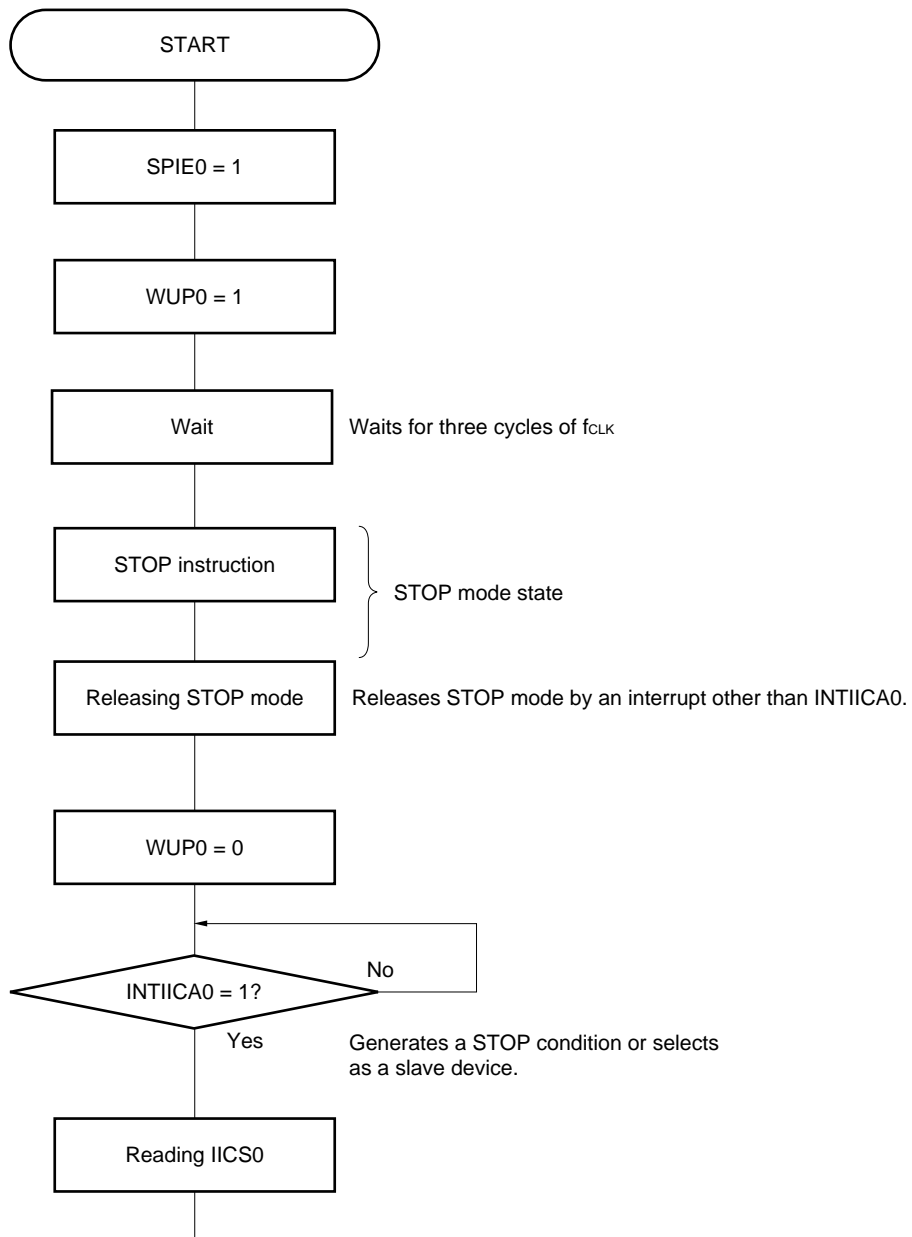 START
SPIE0 = 1
WUP0 = 1
Wait
Waits for three cycles of fCLK
STOP instruction
STOP mode state
Releasing STOP mode
Releases STOP mode by an interrupt other than INTIICA0.
WUP0 = 0
No
INTIICA0 = 1?
Yes
Generates a STOP condition or selects
as a slave device.
Reading IICS0